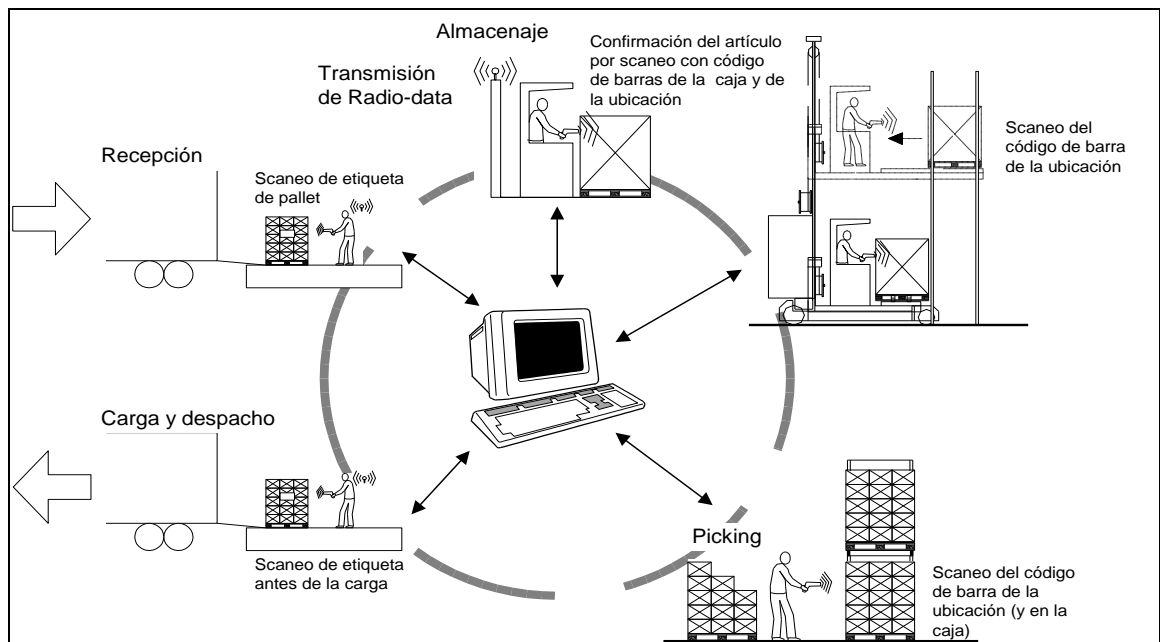 Almacenaje
Transmisión
de Radio-data
Confirmación del artículo
por scaneo con código
de barras de la caja y de
la ubicación
Scaneo del
código de barra
de la ubicación
Recepción
Scaneo de etiqueta
de pallet
Carga y despacho
Scaneo de etiqueta
antes de la carga
Picking
Scaneo del código
de barra de la
ubicación (y en la
caja)